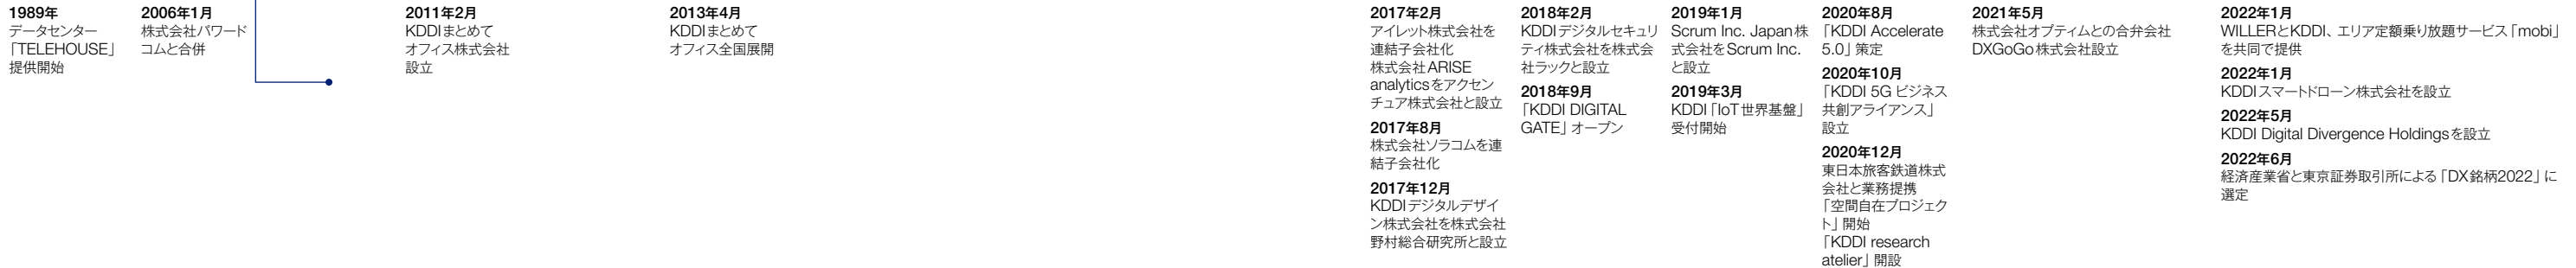 1989年
データセンター
「TELEHOUSE」
提供開始
2006年1月
株式会社パワード
コムと合併
2011年2月
KDDIまとめて
オフィス株式会社
設立
2013年4月
KDDIまとめて
オフィス全国展開
2017年2月
アイレット株式会社を
連結子会社化
株式会社ARISE
analyticsをアクセン
チュア株式会社と設立
2017年8月
株式会社ソラコムを連
結子会社化
2017年12月
KDDIデジタルデザイ
ン株式会社を株式会社
野村総合研究所と設立
2018年2月
KDDIデジタルセキュリ
ティ株式会社を株式会
社ラックと設立
2018年9月
「KDDI DIGITAL
GATE」オープン
2019年1月
Scrum Inc. Japan株
式会社をScrum Inc.
と設立
2019年3月
KDDI「IoT世界基盤」
受付開始
2020年8月
「KDDI Accelerate
5.0」策定
2020年10月
「KDDI 5G ビジネス
共創アライアンス」
設立
2020年12月
東日本旅客鉄道株式
会社と業務提携
「空間自在プロジェク
ト」開始
「KDDI research
atelier」開設
2021年5月
株式会社オプティムとの合弁会社
DXGoGo株式会社設立
2022年1月
WILLERとKDDI、エリア定額乗り放題サービス「mobi」
を共同で提供
2022年1月
KDDIスマートドローン株式会社を設立
2022年5月
KDDI Digital Divergence Holdingsを設立
2022年6月
経済産業省と東京証券取引所による「DX銘柄2022」に
選定